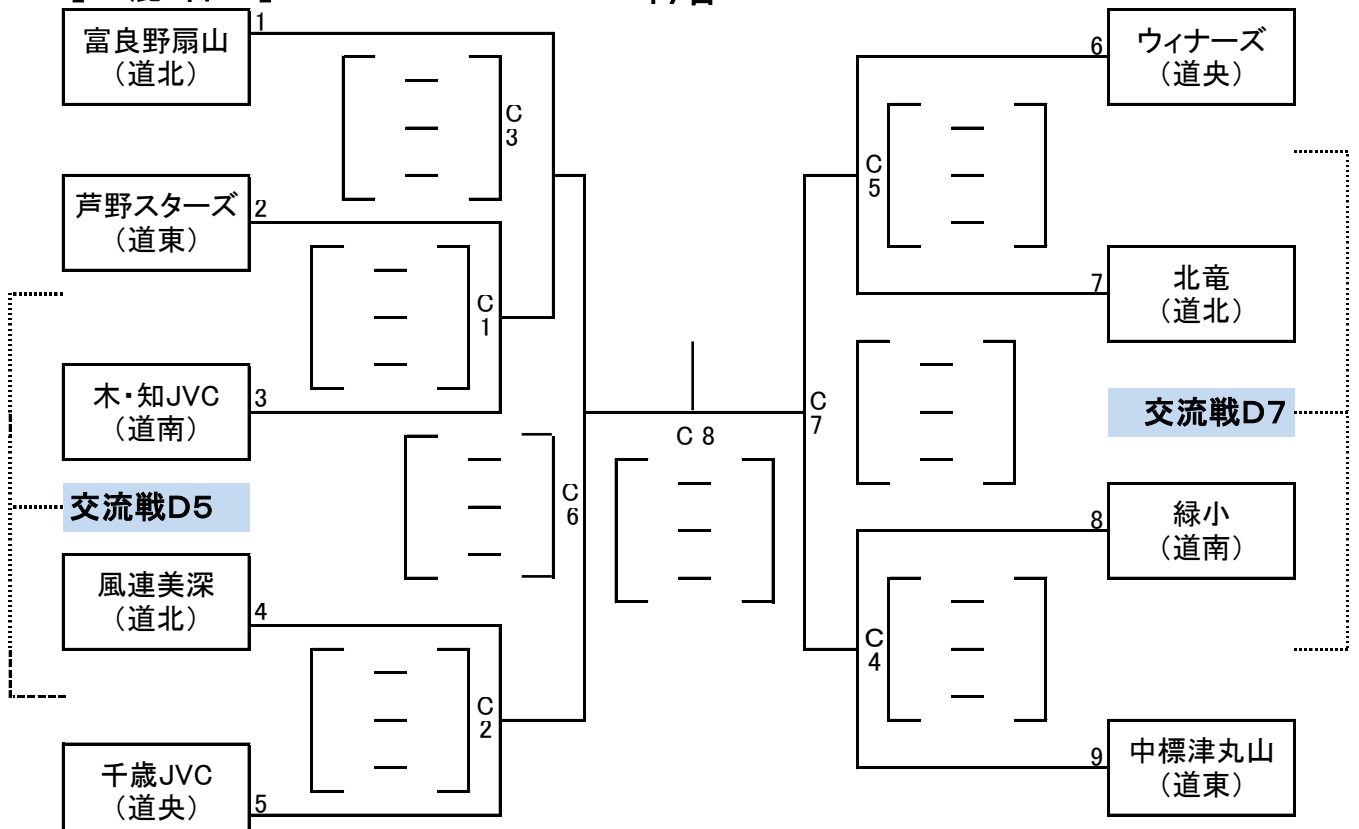 1
富良野扇山
(道北)
C
3
2
芦野スターズ
(道東)
C
1
3
木・知JVC
(道南)
交流戦D5
C
6
4
風連美深
(道北)
C
2
千歳JVC
(道央)
5
C 8
6
ウィナーズ
(道央)
C
5
7
北竜
(道北)
C
7
交流戦D7
8
緑小
(道南)
C
4
9
中標津丸山
(道東)